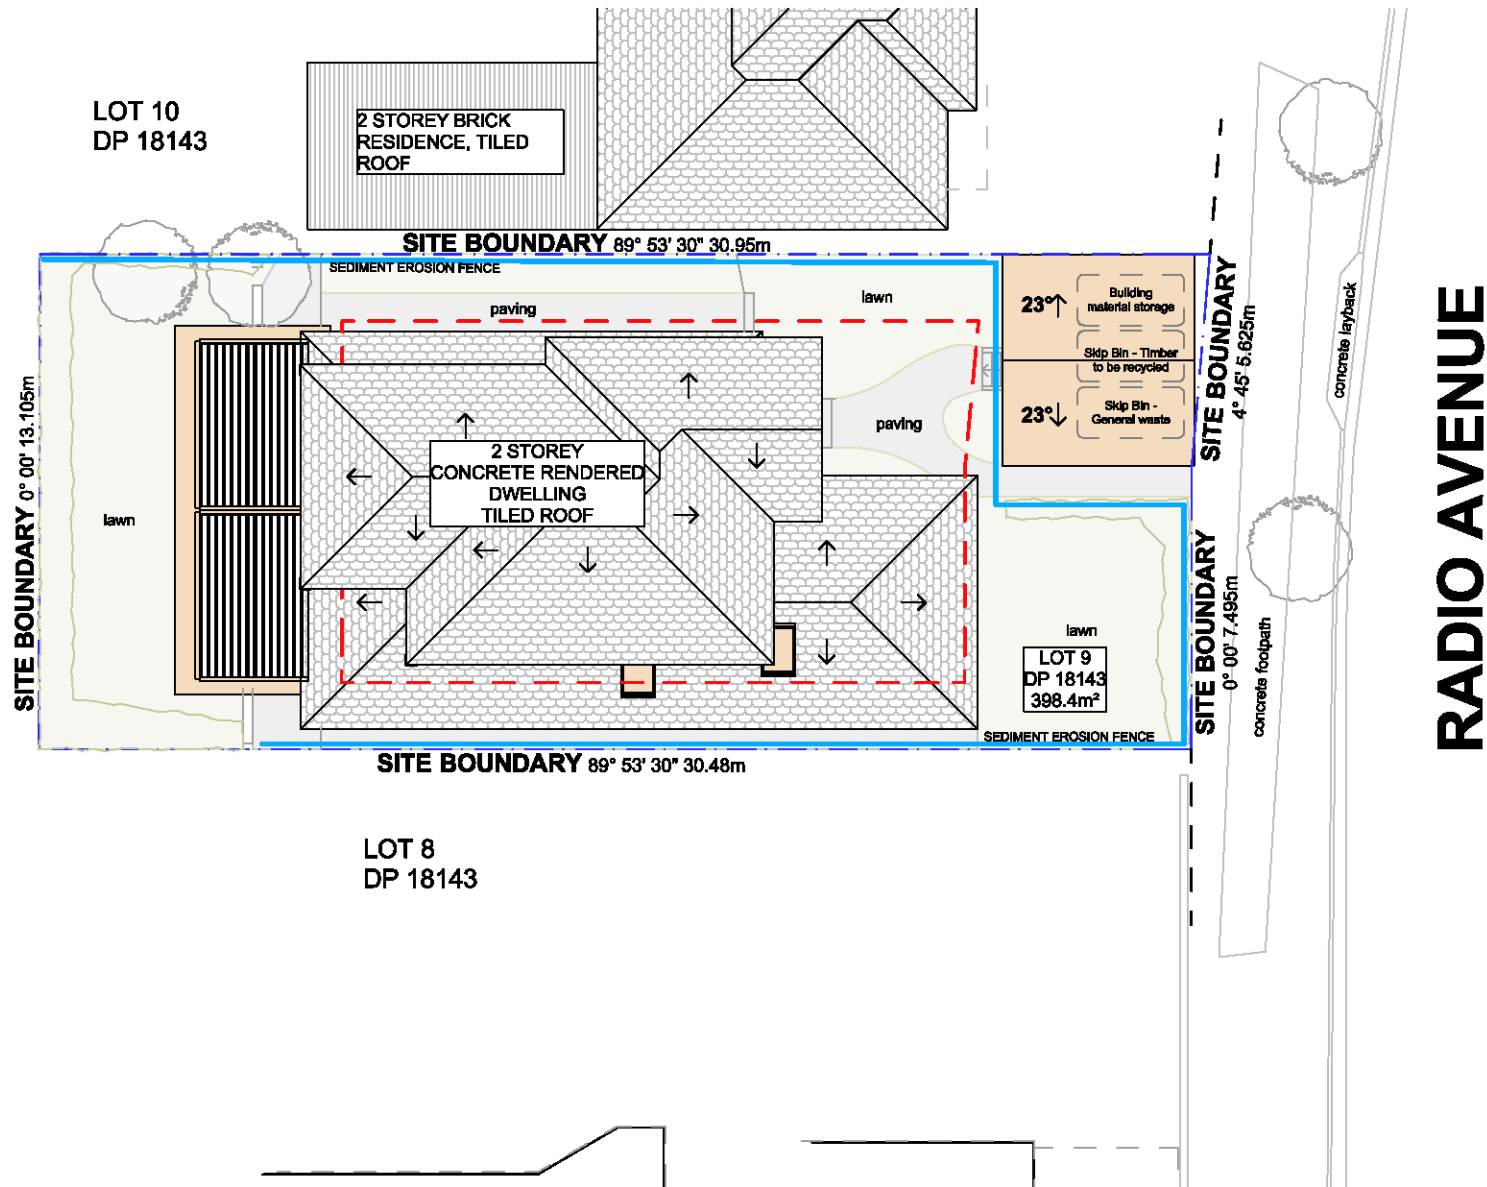 LOT 10
DP 18143
2 STOREY BRICK
RESIDENCE, TILED
ROOF
SITE BOUNDARY 89° 53' 30" 30.95m
SEDIMENT EROSION FENCE
paving
lawn
23°
Building
material storage
Skip Bin - Timber
to be recycled
23°
Skip Bin -
General waste
SITE BOUNDARY
4° 45' 5.625m
concrete layback
RADIO AVENUE
paving
2 STOREY
CONCRETE RENDERED
DWELLING
TILED ROOF
lawn
SITE BOUNDARY 0° 00' 13.105m
lawn
LOT 9
DP 18143
398.4m²
SITE BOUNDARY
0° 00' 7.495m
concrete footpath
SEDIMENT EROSION FENCE
SITE BOUNDARY 89° 53' 30" 30.48m
LOT 8
DP 18143